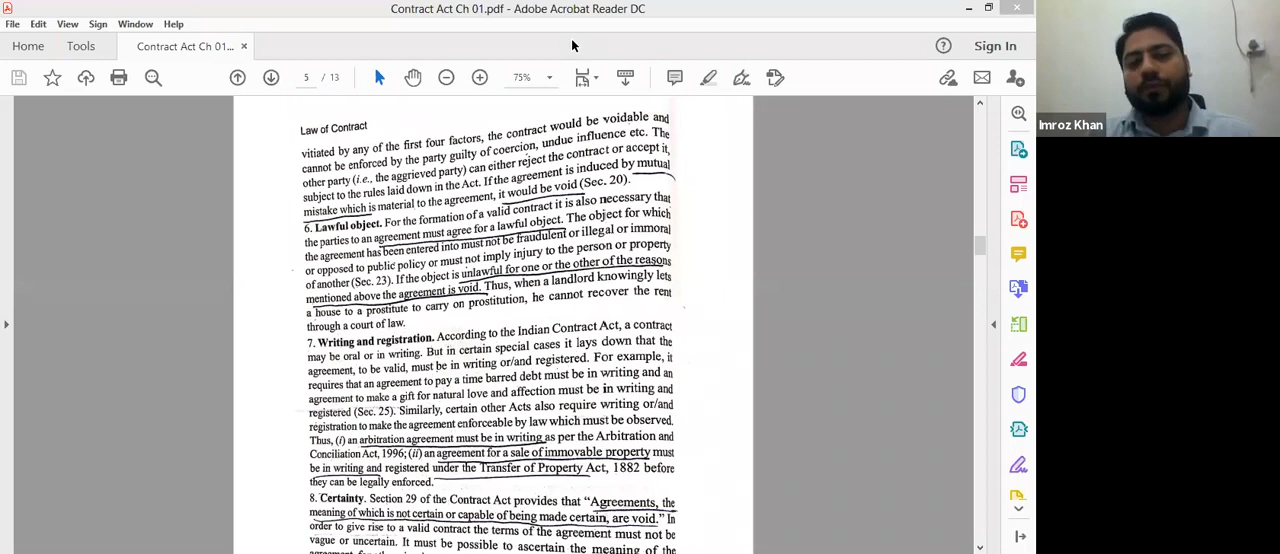 Contract Act Ch 01.pdf - Adobe Acrobat Reader DC
File Edit View Sign Window Help
Home Tools Contract Act Ch 01... × Sign In
5 / 13 75%
Imroz Khan
Law of Contract
vitiated by any of the first four factors, the contract would be voidable and
cannot be enforced by the party guilty of coercion, undue influence etc. The
other party (i.e., the aggrieved party) can either reject the contract or accept it,
subject to the rules laid down in the Act. If the agreement is induced by mutual
mistake which is material to the agreement, it would be void (Sec. 20).
6. Lawful object. For the formation of a valid contract it is also necessary that
the parties to an agreement must agree for a lawful object. The object for which
the agreement has been entered into must not be fraudulent or illegal or immoral
or opposed to public policy or must not imply injury to the person or property
of another (Sec. 23). If the object is unlawful for one or the other of the reasons
mentioned above the agreement is void. Thus, when a landlord knowingly lets
a house to a prostitute to carry on prostitution, he cannot recover the rent
through a court of law.
7. Writing and registration. According to the Indian Contract Act, a contract
may be oral or in writing. But in certain special cases it lays down that the
agreement, to be valid, must be in writing or/and registered. For example, it
requires that an agreement to pay a time barred debt must be in writing and an
agreement to make a gift for natural love and affection must be in writing and
registered (Sec. 25). Similarly, certain other Acts also require writing or/and
registration to make the agreement enforceable by law which must be observed.
Thus, (i) an arbitration agreement must be in writing as per the Arbitration and
Conciliation Act, 1996; (ii) an agreement for a sale of immovable property must
be in writing and registered under the Transfer of Property Act, 1882 before
they can be legally enforced.
8. Certainty. Section 29 of the Contract Act provides that “Agreements, the
meaning of which is not certain or capable of being made certain, are void.” In
order to give rise to a valid contract the terms of the agreement must not be
vague or uncertain. It must be possible to ascertain the meaning of the